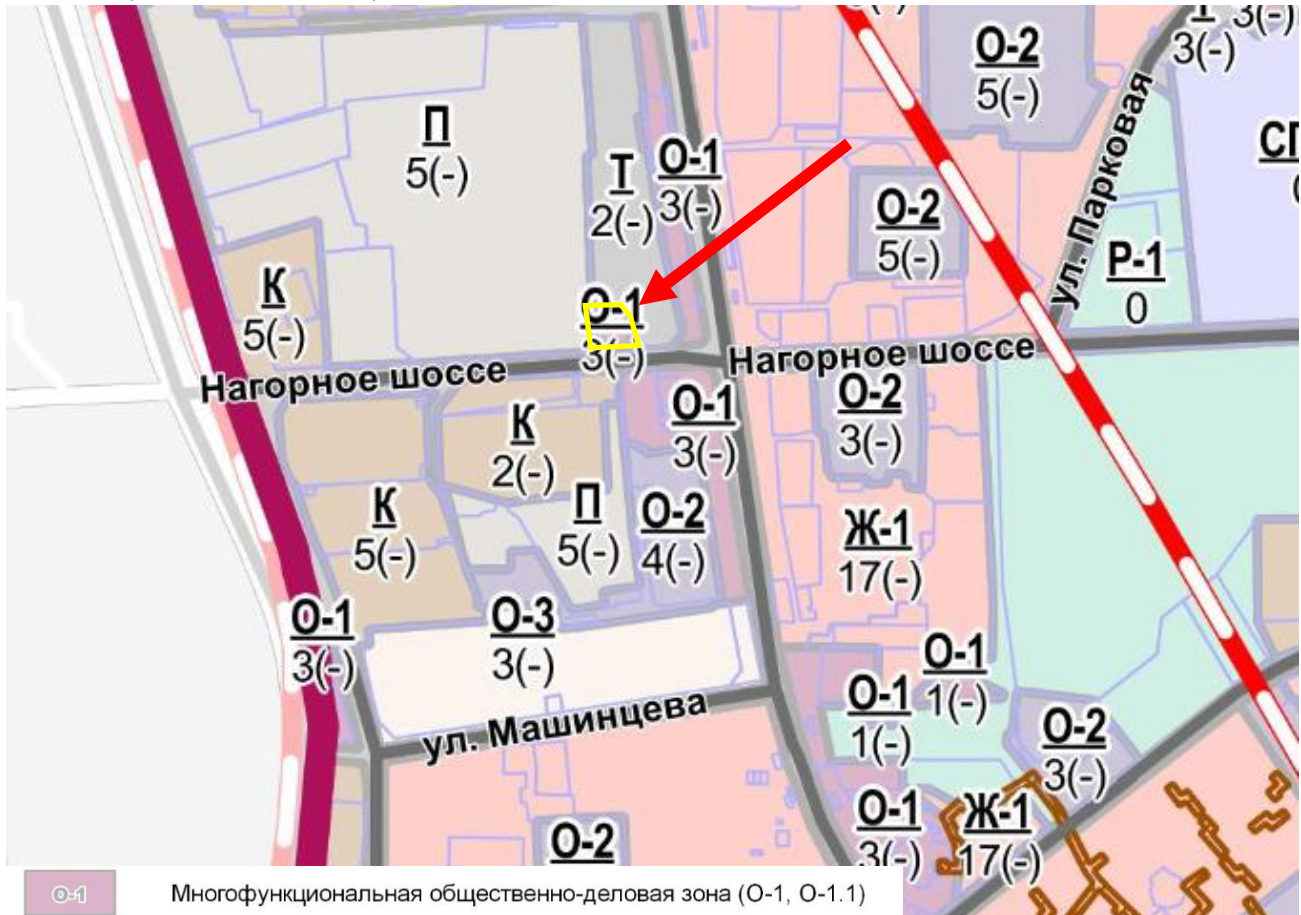 О-2
5(-)
Т
3(-)
3(-)
ул. Парковая
П
5(-)
Т
2(-)
О-1
3(-)
О-2
5(-)
Р-1
0
К
5(-)
О-1
3(-)
Нагорное шоссе
Нагорное шоссе
О-1
3(-)
О-2
3(-)
К
2(-)
К
5(-)
П
5(-)
О-2
4(-)
Ж-1
17(-)
О-1
3(-)
О-3
3(-)
О-1
1(-)
О-1
1(-)
О-2
3(-)
ул. Машинцева
О-2
О-1
3(-)
Ж-1
17(-)
О-1
Многофункциональная общественно-деловая зона (О-1, О-1.1)